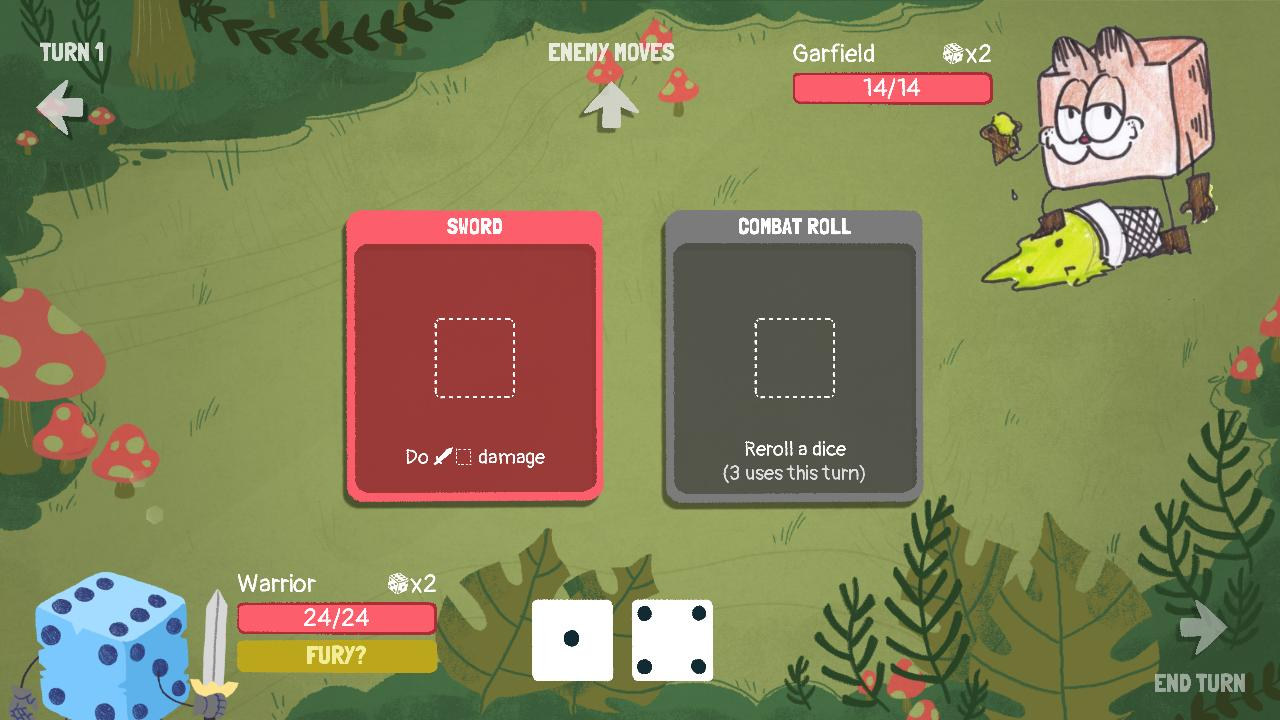 TURN 1
ENEMY MOVES
Garfield x2
14/14
SWORD
Do damage
COMBAT ROLL
Reroll a dice
(3 uses this turn)
Warrior x2
24/24
FURY?
END TURN